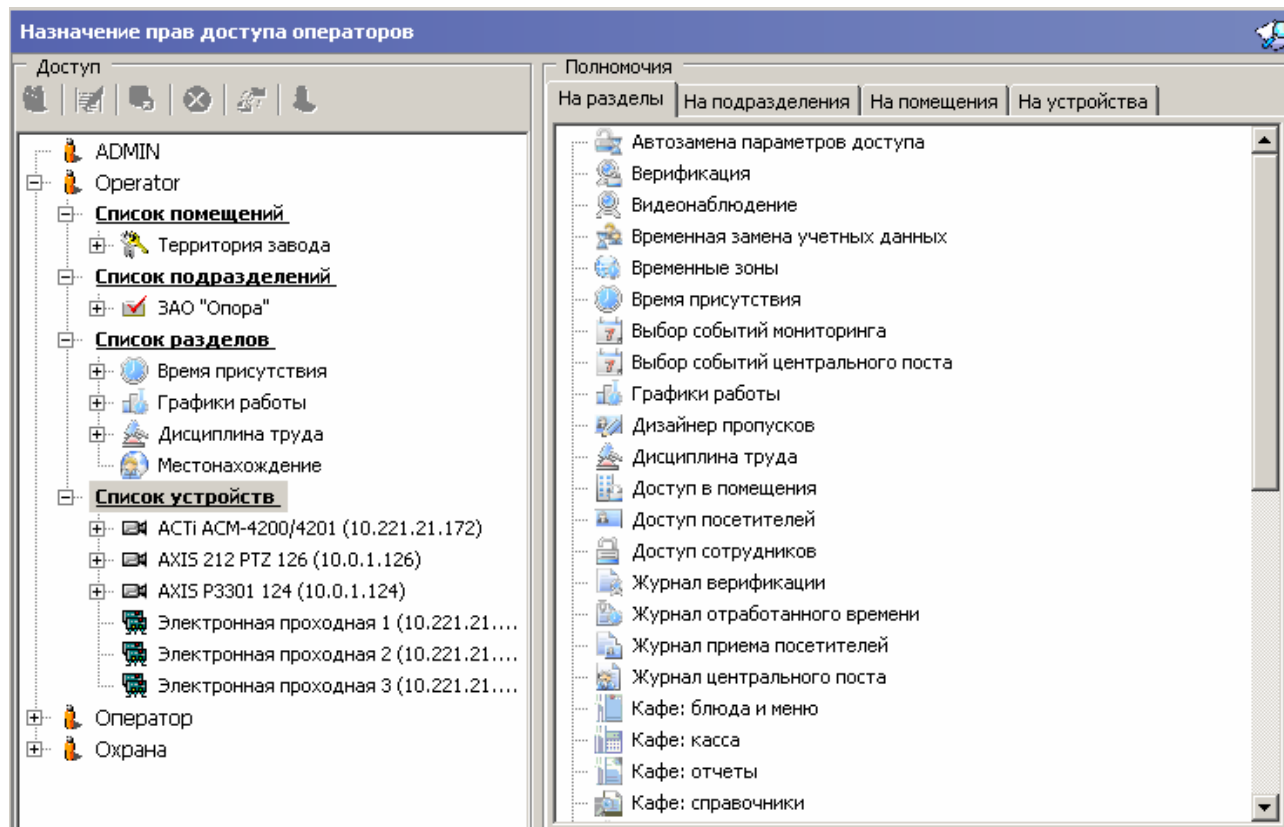 Назначение прав доступа операторов
Доступ
ADMIN
Operator
Список помещений
Территория завода
Список подразделений
ЗАО "Опора"
Список разделов
Время присутствия
Графики работы
Дисциплина труда
Местонахождение
Список устройств
ACTi ACM-4200/4201 (10.221.21.172)
AXIS 212 PTZ 126 (10.0.1.126)
AXIS P3301 124 (10.0.1.124)
Электронная проходная 1 (10.221.21....
Электронная проходная 2 (10.221.21....
Электронная проходная 3 (10.221.21....
Оператор
Охрана
Полномочия
На разделы На подразделения На помещения На устройства
Автозамена параметров доступа
Верификация
Видеонаблюдение
Временная замена учетных данных
Временные зоны
Время присутствия
Выбор событий мониторинга
Выбор событий центрального поста
Графики работы
Дизайнер пропусков
Дисциплина труда
Доступ в помещения
Доступ посетителей
Доступ сотрудников
Журнал верификации
Журнал отработанного времени
Журнал приема посетителей
Журнал центрального поста
Кафе: блюда и меню
Кафе: касса
Кафе: отчеты
Кафе: справочники